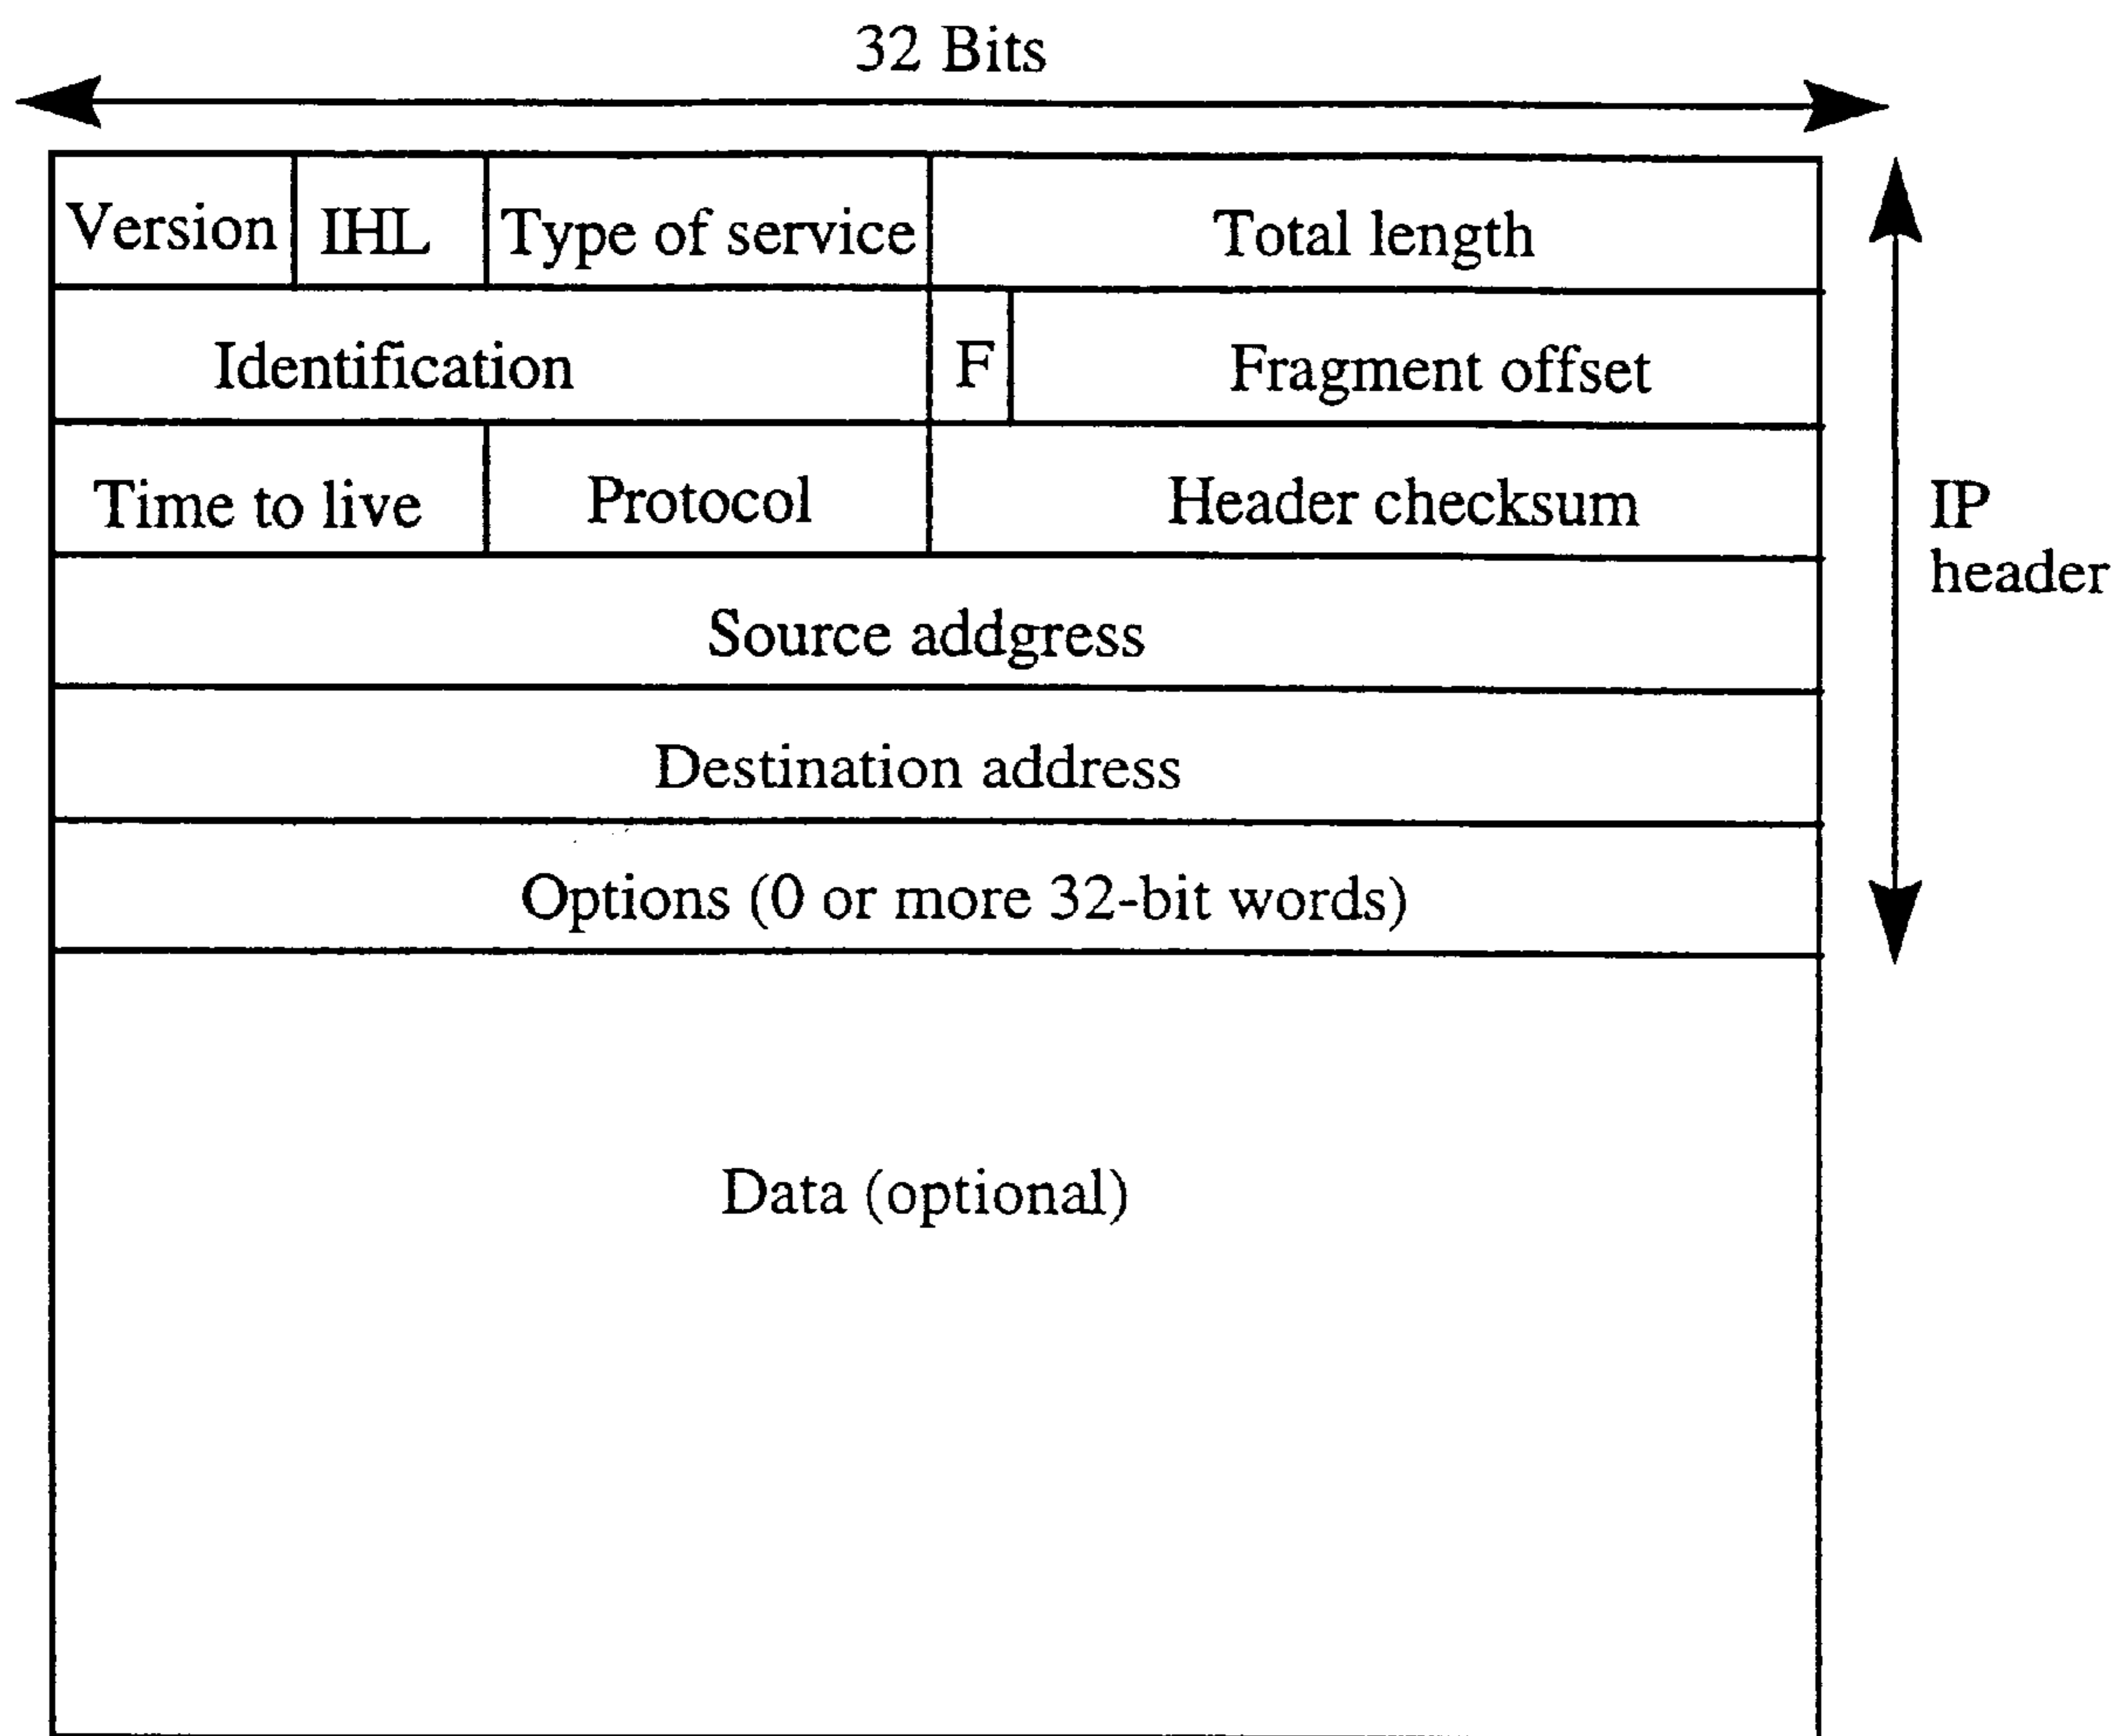 32 Bits
Version IHL Type of service Total length
Identification F Fragment offset
Time to live Protocol Header checksum
IP
header
Source addgress
Destination address
Options (0 or more 32-bit words)
Data (optional)